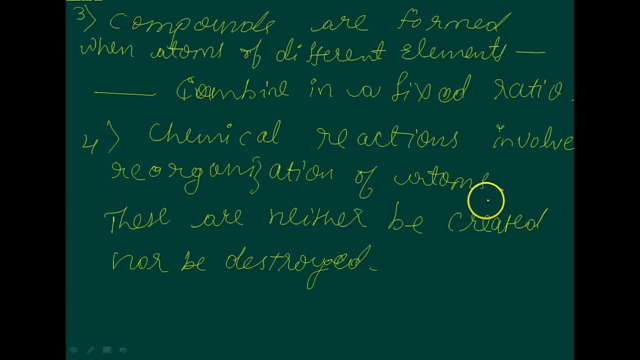 3) Compounds are formed
when atoms of different Elements —
—— Combine in a fixed ratio.
4) Chemical reactions involve
reorganization of atoms.
These are neither be created
nor be destroyed.